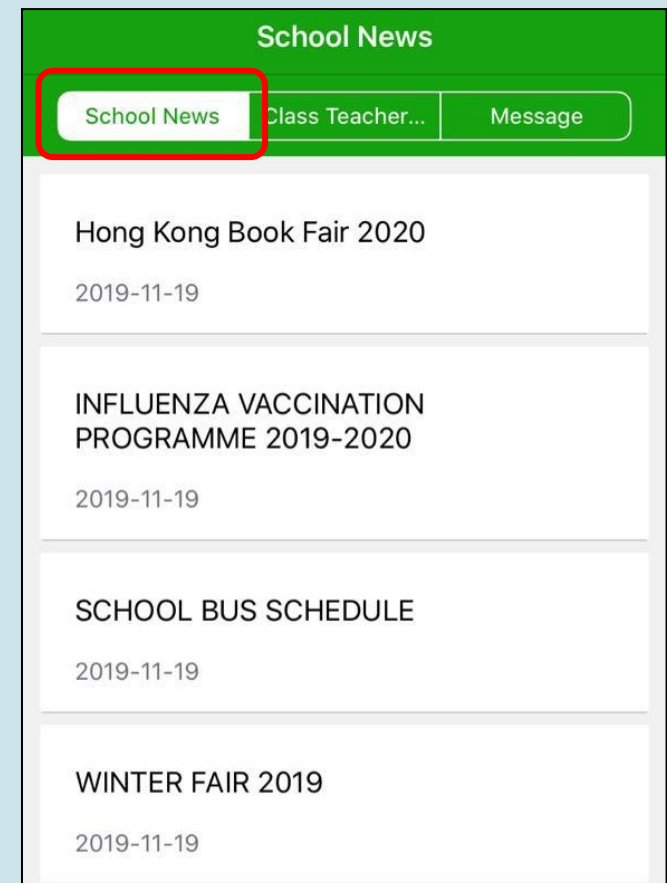 School News
School News
Class Teacher...
Message
Hong Kong Book Fair 2020
2019-11-19
INFLUENZA VACCINATION
PROGRAMME 2019-2020
2019-11-19
SCHOOL BUS SCHEDULE
2019-11-19
WINTER FAIR 2019
2019-11-19